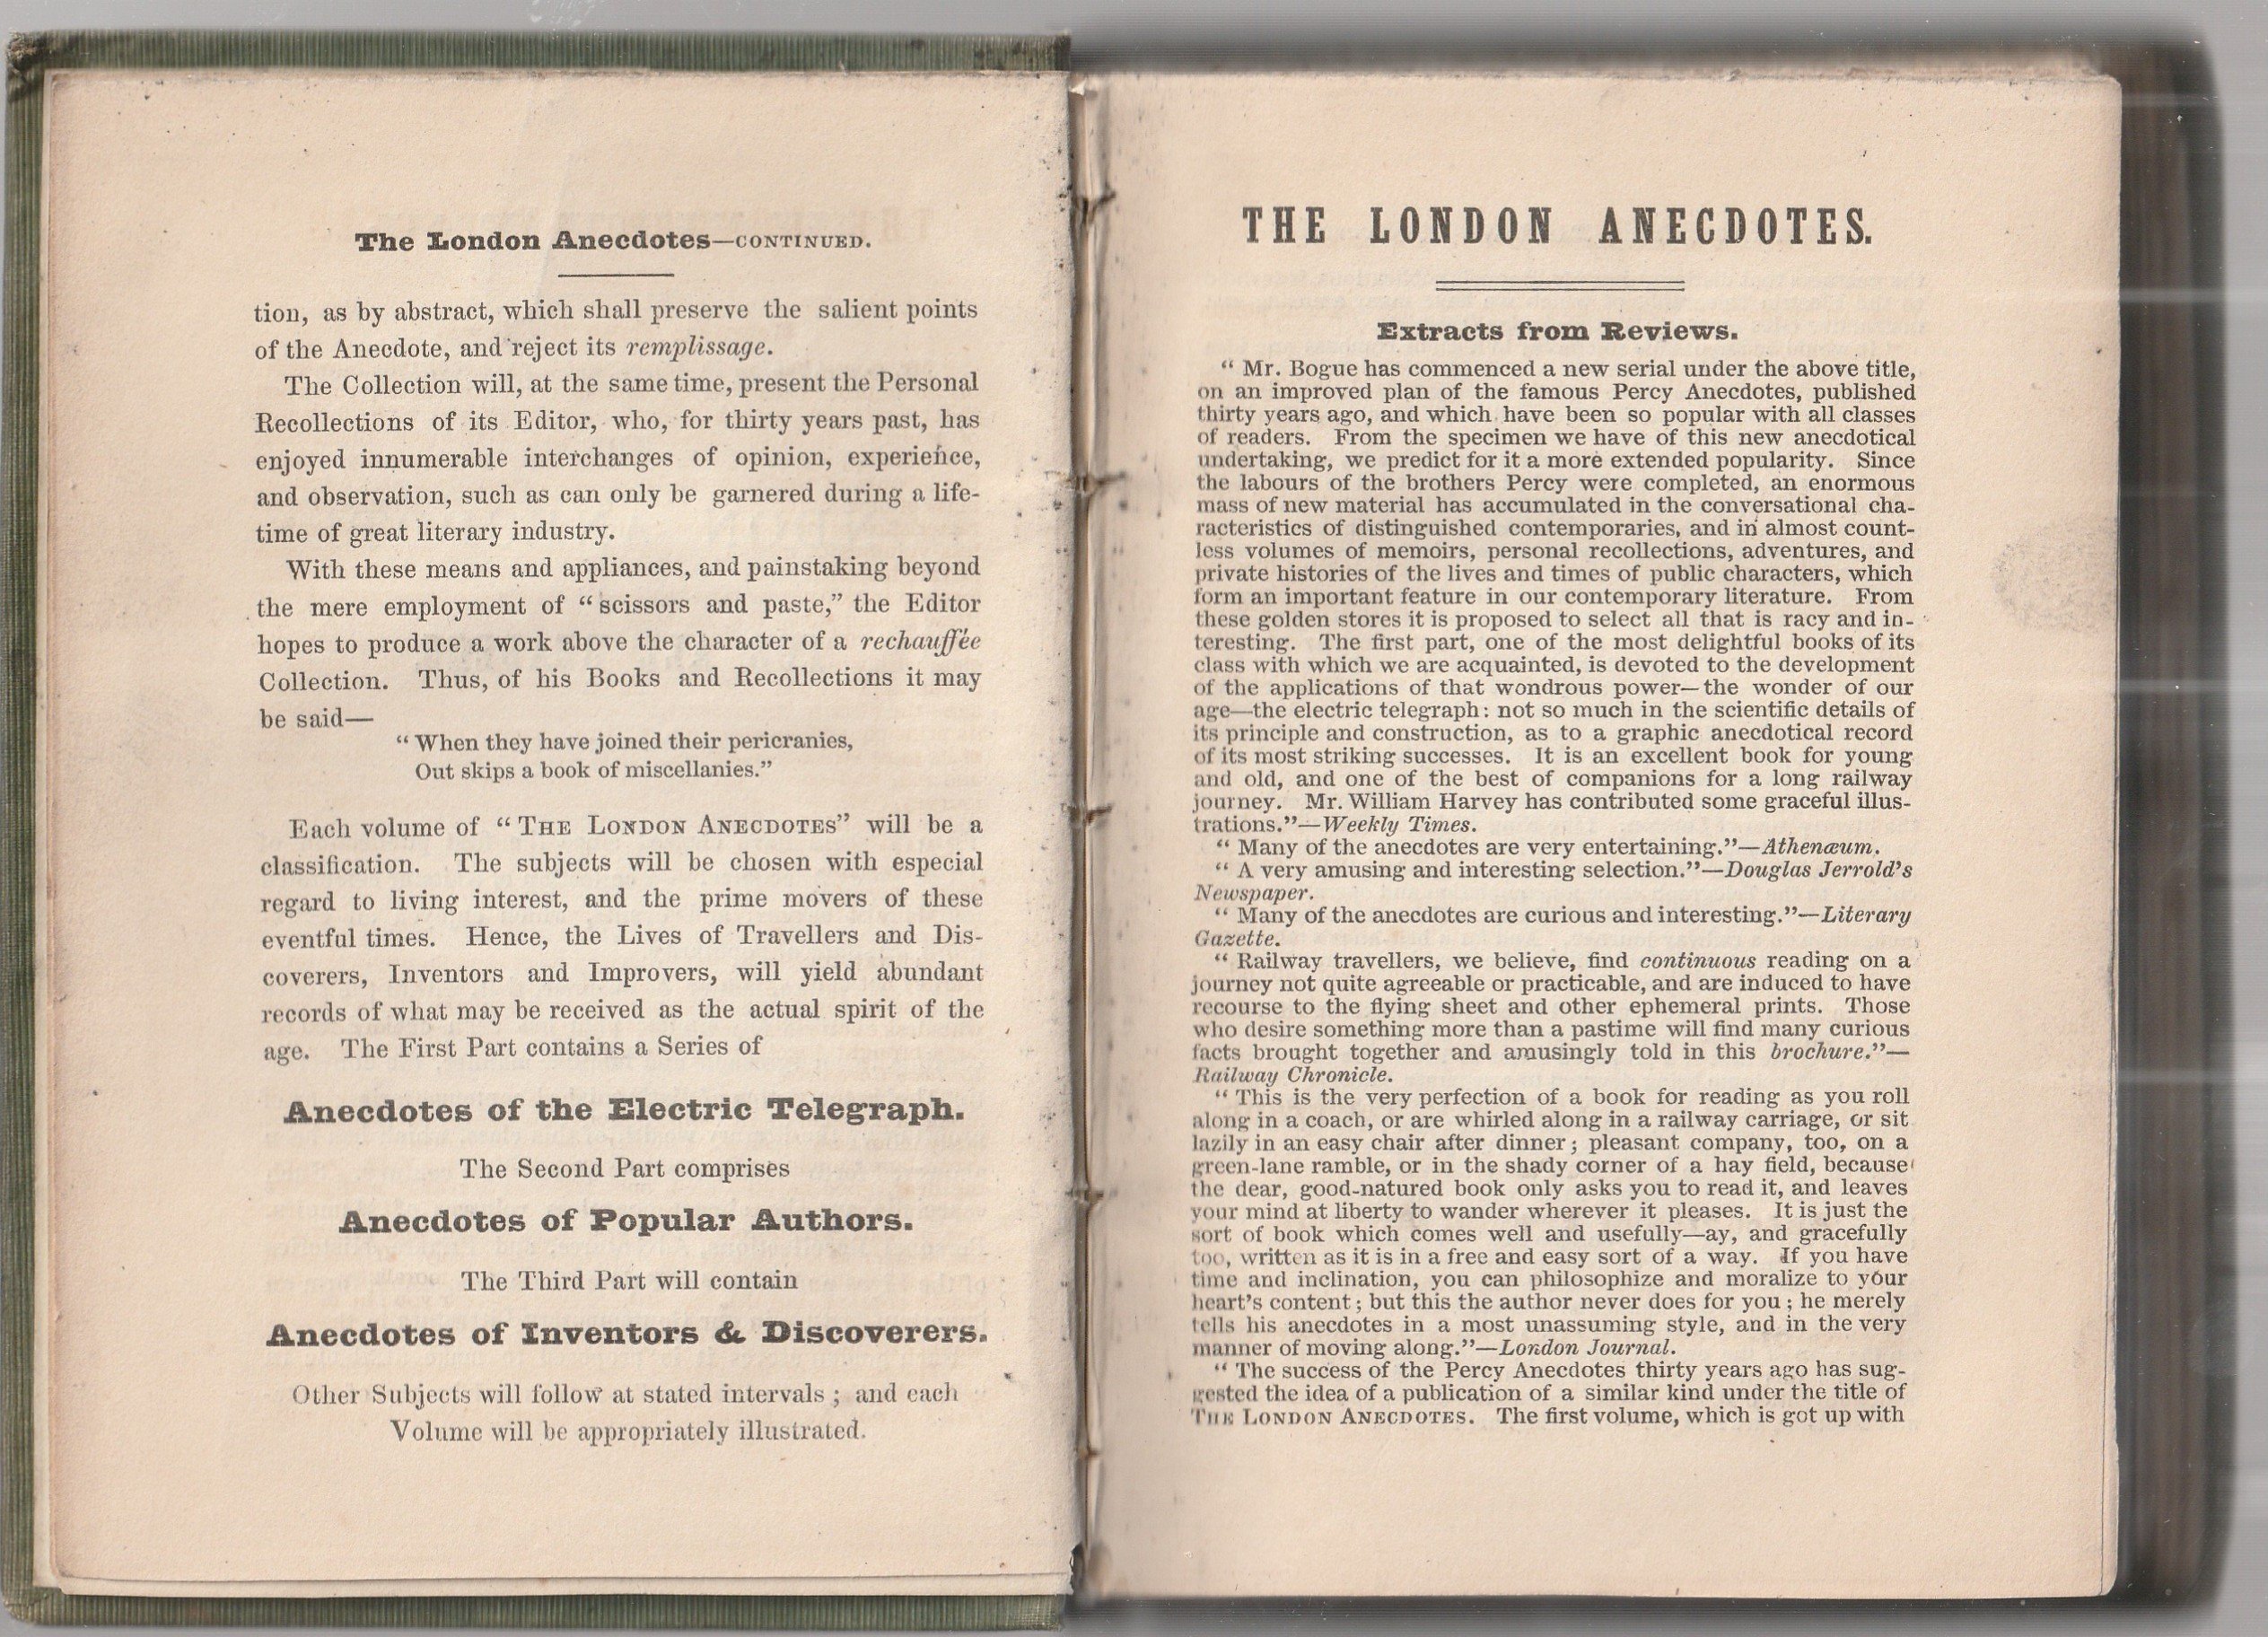 The London Anecdotes—CONTINUED.
tion, as by abstract, which shall preserve the salient points
of the Anecdote, and reject its remplissage.
The Collection will, at the same time, present the Personal
Recollections of its Editor, who, for thirty years past, has
enjoyed innumerable interchanges of opinion, experience,
and observation, such as can only be garnered during a life-
time of great literary industry.
With these means and appliances, and painstaking beyond
the mere employment of “scissors and paste,” the Editor
hopes to produce a work above the character of a rechauffée
Collection. Thus, of his Books and Recollections it may
be said—
“When they have joined their pericranies,
Out skips a book of miscellanies.”
Each volume of “THE LONDON ANECDOTES” will be a
classification. The subjects will be chosen with especial
regard to living interest, and the prime movers of these
eventful times. Hence, the Lives of Travellers and Dis-
coverers, Inventors and Improvers, will yield abundant
records of what may be received as the actual spirit of the
age. The First Part contains a Series of
Anecdotes of the Electric Telegraph.
The Second Part comprises
Anecdotes of Popular Authors.
The Third Part will contain
Anecdotes of Inventors & Discoverers.
Other Subjects will follow at stated intervals; and each
Volume will be appropriately illustrated.
THE LONDON ANECDOTES.
Extracts from Reviews.
“Mr. Bogue has commenced a new serial under the above title,
on an improved plan of the famous Percy Anecdotes, published
thirty years ago, and which have been so popular with all classes
of readers. From the specimen we have of this new anecdotical
undertaking, we predict for it a more extended popularity. Since
the labours of the brothers Percy were completed, an enormous
mass of new material has accumulated in the conversational cha-
racteristics of distinguished contemporaries, and in almost count-
less volumes of memoirs, personal recollections, adventures, and
private histories of the lives and times of public characters, which
form an important feature in our contemporary literature. From
these golden stores it is proposed to select all that is racy and in-
teresting. The first part, one of the most delightful books of its
class with which we are acquainted, is devoted to the development
of the applications of that wondrous power—the wonder of our
age—the electric telegraph: not so much in the scientific details of
its principle and construction, as to a graphic anecdotical record
of its most striking successes. It is an excellent book for young
and old, and one of the best of companions for a long railway
journey. Mr. William Harvey has contributed some graceful illus-
trations.”—Weekly Times.
“Many of the anecdotes are very entertaining.”—Athenæum.
“A very amusing and interesting selection.”—Douglas Jerrold's
Newspaper.
“Many of the anecdotes are curious and interesting.”—Literary
Gazette.
“Railway travellers, we believe, find continuous reading on a
journey not quite agreeable or practicable, and are induced to have
recourse to the flying sheet and other ephemeral prints. Those
who desire something more than a pastime will find many curious
facts brought together and amusingly told in this brochure.”—
Railway Chronicle.
“This is the very perfection of a book for reading as you roll
along in a coach, or are whirled along in a railway carriage, or sit
lazily in an easy chair after dinner; pleasant company, too, on a
green-lane ramble, or in the shady corner of a hay field, because
the dear, good-natured book only asks you to read it, and leaves
your mind at liberty to wander wherever it pleases. It is just the
sort of book which comes well and usefully—ay, and gracefully
too, written as it is in a free and easy sort of a way. If you have
time and inclination, you can philosophize and moralize to your
heart's content; but this the author never does for you; he merely
tells his anecdotes in a most unassuming style, and in the very
manner of moving along.”—London Journal.
“The success of the Percy Anecdotes thirty years ago has sug-
gested the idea of a publication of a similar kind under the title of
THE LONDON ANECDOTES. The first volume, which is got up with